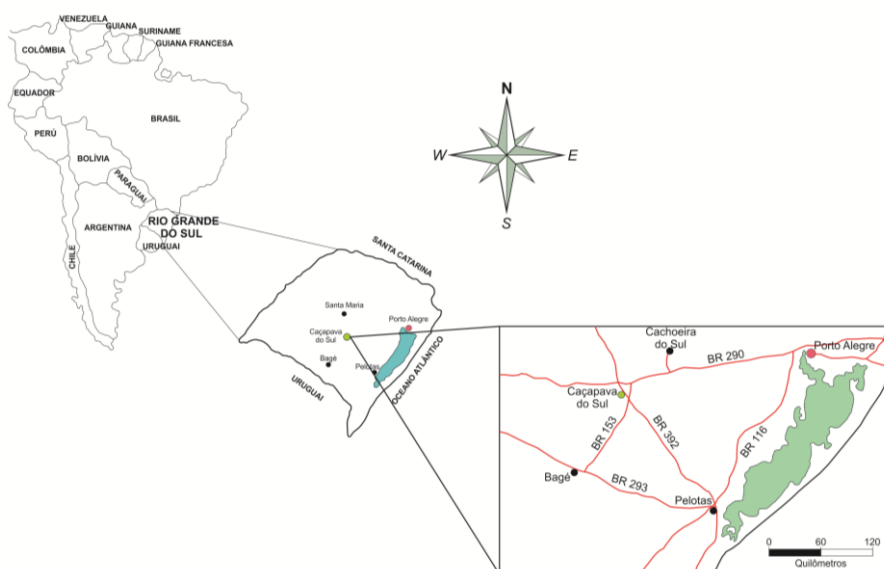 VENEZUELA
GUIANA
SURINAME
GUIANA FRANCESA
COLÔMBIA
EQUADOR
BRASIL
PERÚ
BOLÍVIA
PARAGUAI
ARGENTINA
RIO GRANDE
DO SUL
URUGUAI
CHILE
N
W
E
S
SANTA CATARINA
Santa Maria
Porto Alegre
Caçapava
do Sul
Bagé
Pelotas
OCEANO ATLÂNTICO
URUGUAI
Cachoeira
do Sul
BR 290
Porto Alegre
Caçapava
do Sul
BR 153
BR 392
BR 116
Bagé
BR 293
Pelotas
0 60 120
Quilômetros